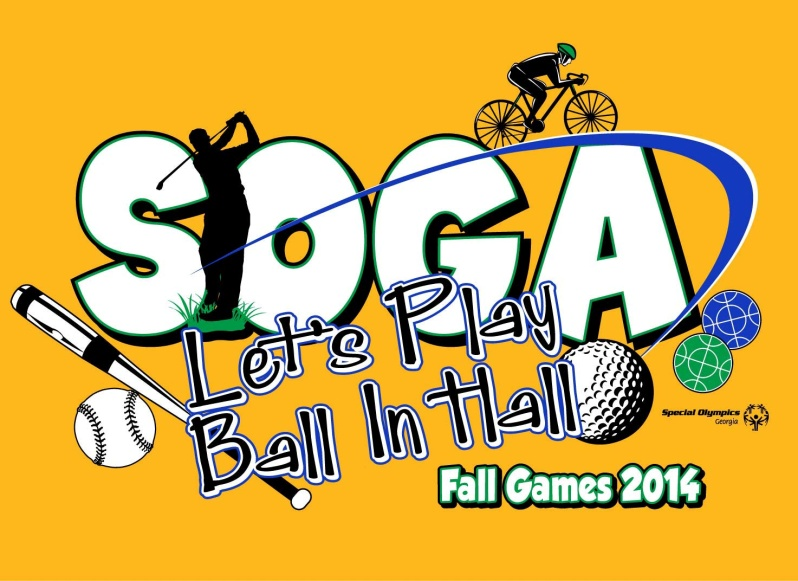 SOGA
Let's Play
Ball In Hall
Special Olympics
Georgia
Fall Games 2014